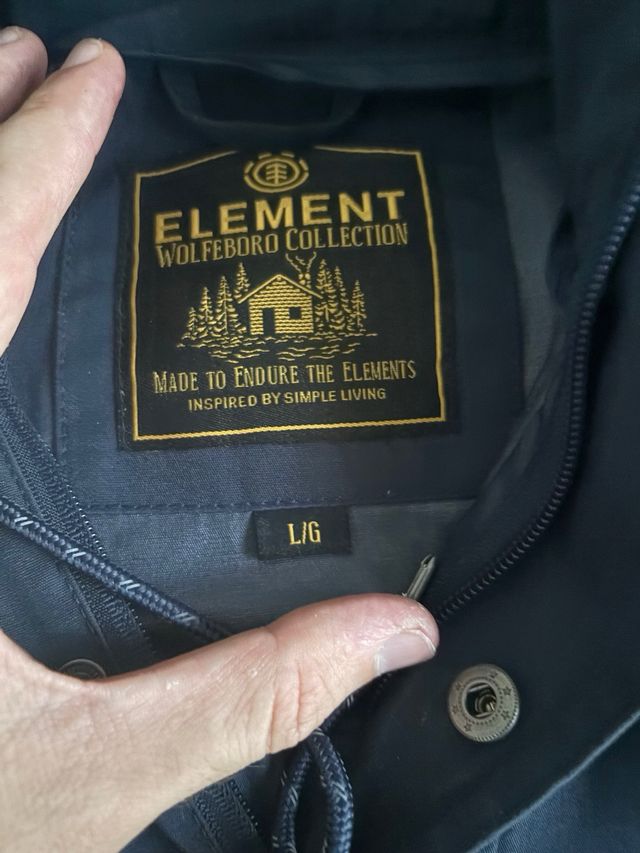 ELEMENT
WOLFEBORO COLLECTION
MADE TO ENDURE THE ELEMENTS
INSPIRED BY SIMPLE LIVING
L/G